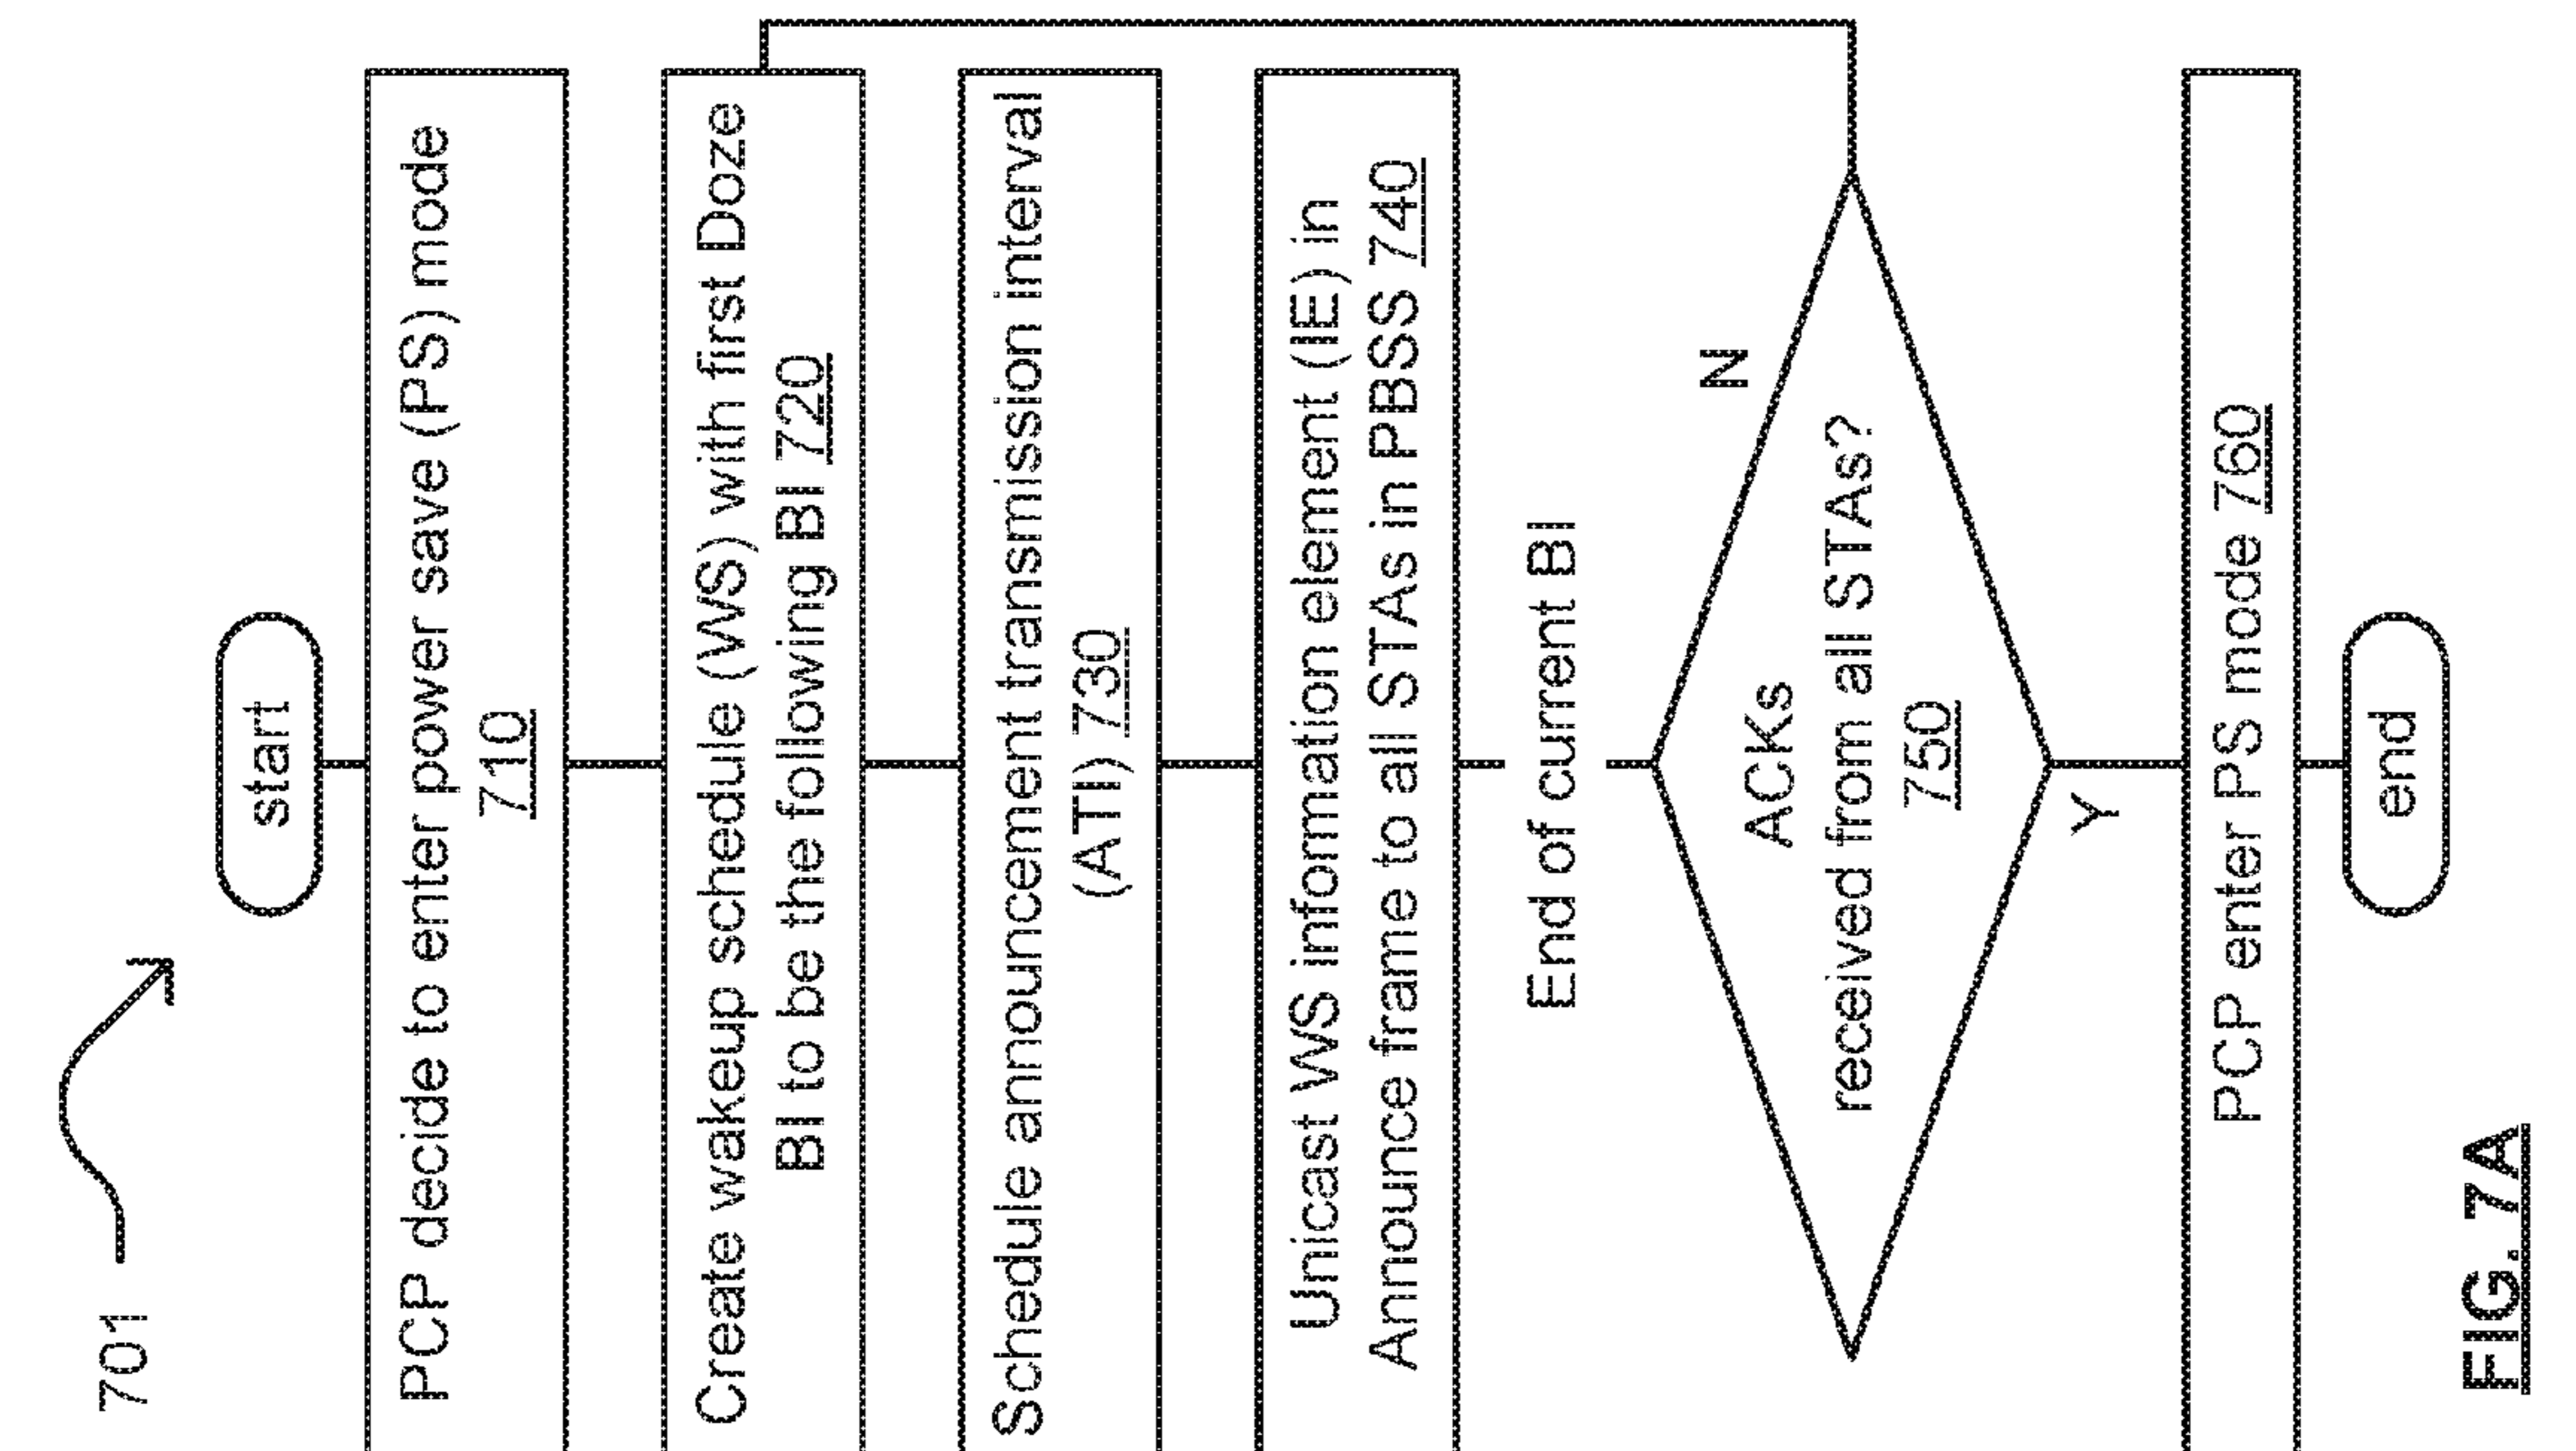 701
start
PCP decide to enter power save (PS) mode
710
Create wakeup schedule (WS) with first Doze
BI to be the following BI 720
Schedule announcement transmission interval
(ATI) 730
Unicast WS information element (IE) in
Announce frame to all STAs in PBSS 740
End of current BI
N
ACKs
received from all STAs?
750
Y
PCP enter PS mode 760
end
FIG. 7A